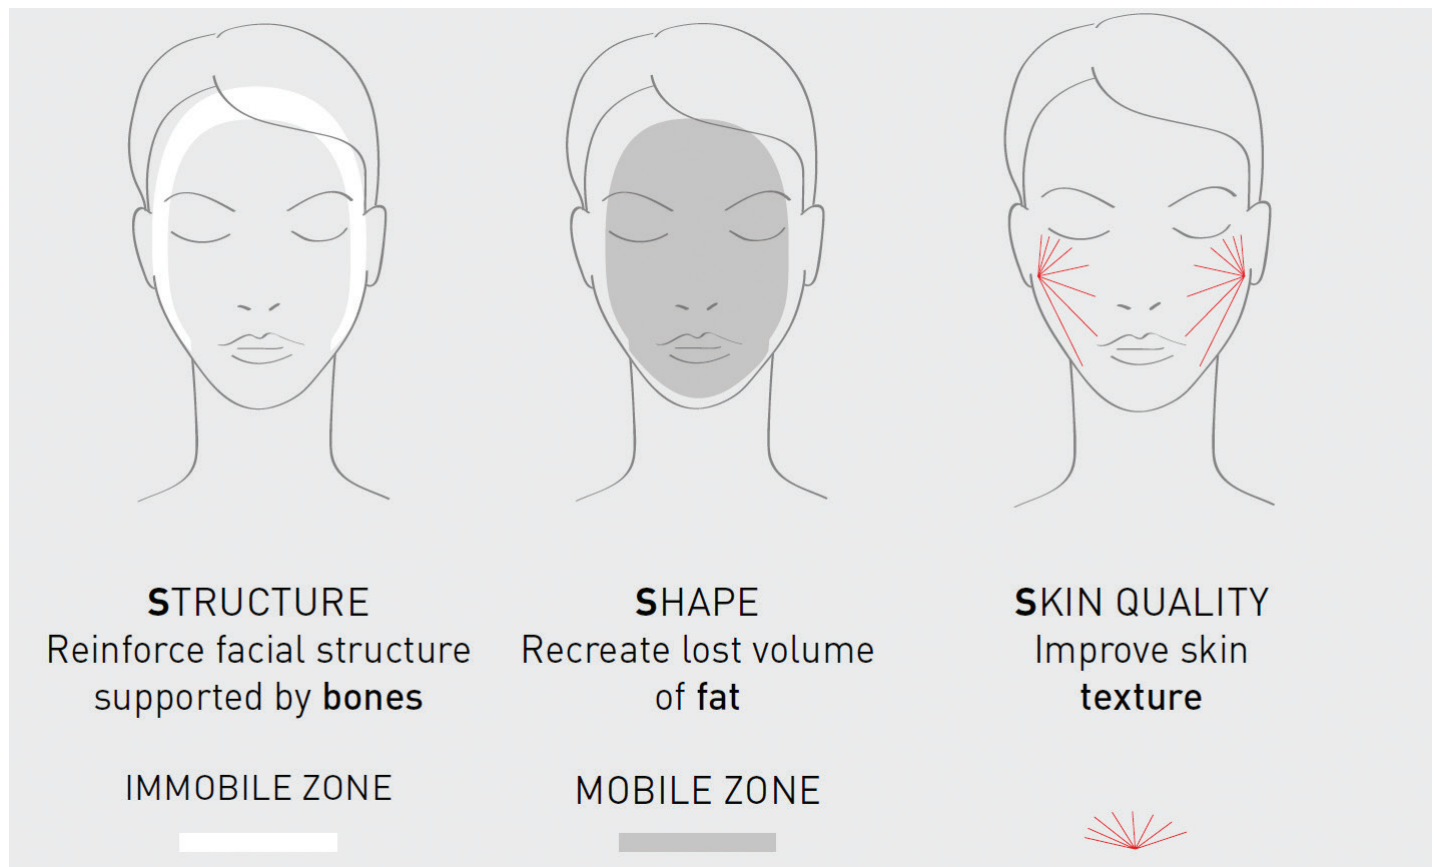 STRUCTURE
Reinforce facial structure
supported by bones
IMMOBILE ZONE
SHAPE
Recreate lost volume
of fat
MOBILE ZONE
SKIN QUALITY
Improve skin
texture